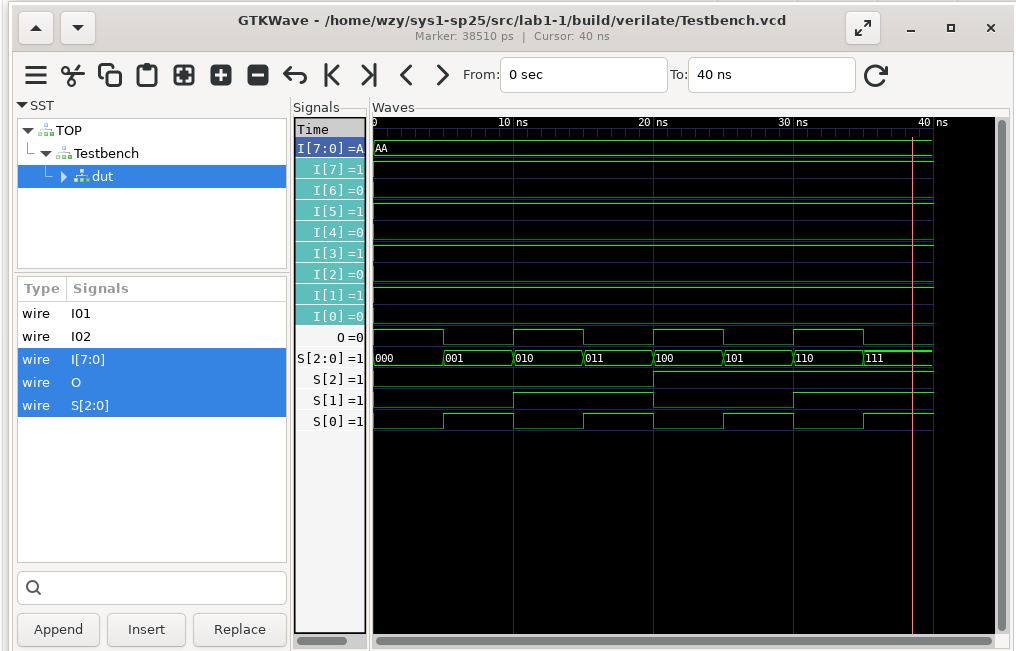 GTKWave - /home/wzy/sys1-sp25/src/lab1-1/build/verilate/Testbench.vcd
Marker: 38510 ps | Cursor: 40 ns
From: 0 sec To: 40 ns
SST
TOP
Testbench
dut
Type Signals
wire I01
wire I02
wire I[7:0]
wire O
wire S[2:0]
Append Insert Replace
Signals
Time
I[7:0] =A
I[7] =1
I[6] =0
I[5] =1
I[4] =0
I[3] =1
I[2] =0
I[1] =1
I[0] =0
O =0
S[2:0] =1
S[2] =1
S[1] =1
S[0] =1
Waves
0 10 ns 20 ns 30 ns 40 ns
AA
000 001 010 011 100 101 110 111